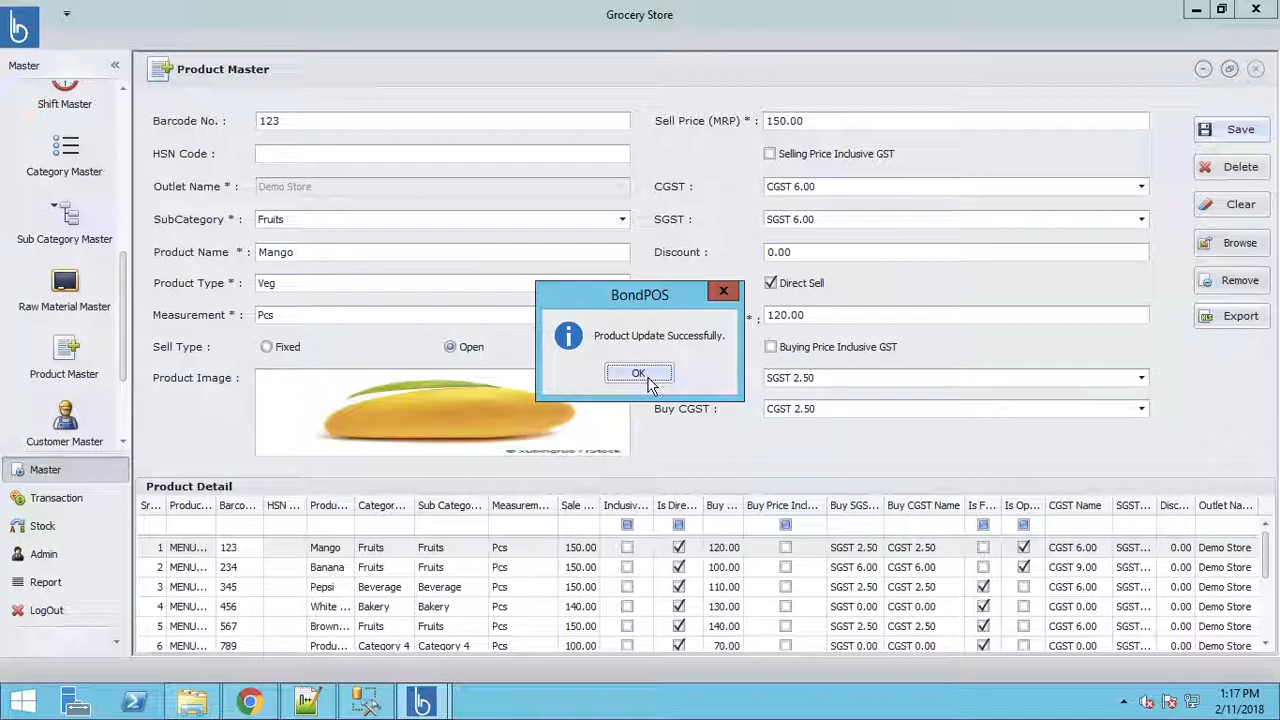 Grocery Store
Master «
Product Master
Shift Master
Category Master
Sub Category Master
Raw Material Master
Product Master
Customer Master
Master
Transaction
Stock
Admin
Report
LogOut
Barcode No. : 123
HSN Code :
Outlet Name * : Demo Store
SubCategory * : Fruits
Product Name * : Mango
Product Type * : Veg
Measurement * : Pcs
Sell Type : Fixed Open
Product Image :
Sell Price (MRP) * : 150.00
Selling Price Inclusive GST
CGST : CGST 6.00
SGST : SGST 6.00
Discount : 0.00
Direct Sell
* : 120.00
Buying Price Inclusive GST
SGST 2.50
Buy CGST : CGST 2.50
Save
Delete
Clear
Browse
Remove
Export
BondPOS
Product Update Successfully.
OK
Product Detail
Sr... Produc... Barco... HSN ... Produ... Categor... Sub Catego... Measurem... Sale ... Inclusiv... Is Dire... Buy ... Buy Price Incl... Buy SGS... Buy CGST Name Is F... Is Op... CGST Name SGST... Disc... Outlet Na...
1 MENU... 123 Mango Fruits Fruits Pcs 150.00 120.00 SGST 2.50 CGST 2.50 CGST 6.00 SGST... 0.00 Demo Store
2 MENU... 234 Banana Fruits Fruits Pcs 150.00 100.00 SGST 6.00 CGST 6.00 CGST 9.00 SGST... 0.00 Demo Store
3 MENU... 345 Pepsi Beverage Beverage Pcs 150.00 110.00 SGST 2.50 CGST 2.50 CGST 6.00 SGST... 0.00 Demo Store
4 MENU... 456 White ... Bakery Bakery Pcs 140.00 130.00 SGST 0.00 CGST 0.00 CGST 0.00 SGST... 0.00 Demo Store
5 MENU... 567 Brown... Fruits Fruits Pcs 150.00 140.00 SGST 2.50 CGST 2.50 CGST 6.00 SGST... 0.00 Demo Store
6 MENU... 789 Produ... Category 4 Category 4 Pcs 100.00 70.00 SGST 0.00 CGST 0.00 CGST 0.00 SGST... 0.00 Demo Store
1:17 PM
2/11/2018